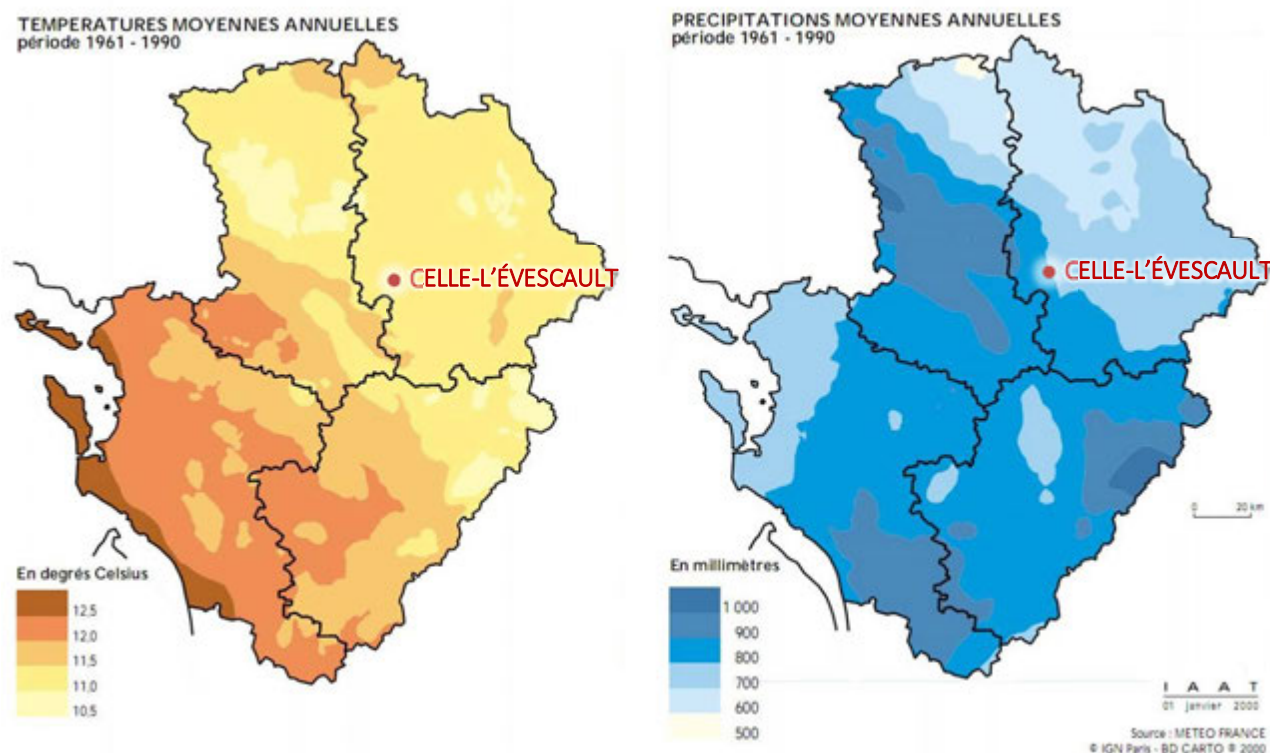 TEMPERATURES MOYENNES ANNUELLES
période 1961 - 1990
CELLE-L'ÉVESCAULT
En degrés Celsius
12,5
12,0
11,5
11,0
10,5
PRECIPITATIONS MOYENNES ANNUELLES
période 1961 - 1990
CELLE-L'ÉVESCAULT
0 20 km
En millimètres
1 000
900
800
700
600
500
I A A T
01 janvier 2000
Source : METEO FRANCE
© IGN Paris - BD CARTO ® 2000